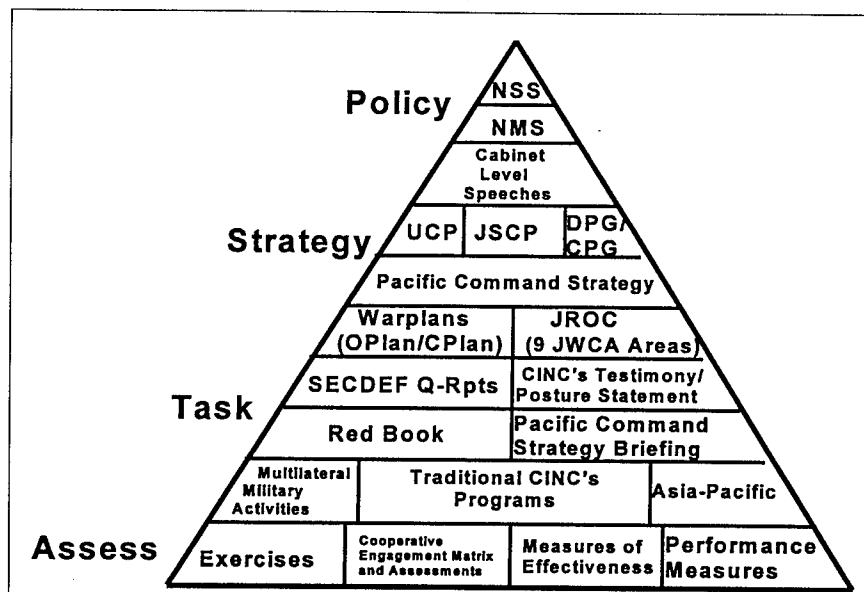 Policy
NSS
NMS
Cabinet
Level
Speeches
Strategy
UCP
JSCP
DPG/
CPG
Pacific Command Strategy
Warplans
(OPlan/CPlan)
JROC
(9 JWCA Areas)
Task
SECDEF Q-Rpts
CINC's Testimony/
Posture Statement
Red Book
Pacific Command
Strategy Briefing
Multilateral
Military
Activities
Traditional CINC's
Programs
Asia-Pacific
Assess
Exercises
Cooperative
Engagement Matrix
and Assessments
Measures of
Effectiveness
Performance
Measures